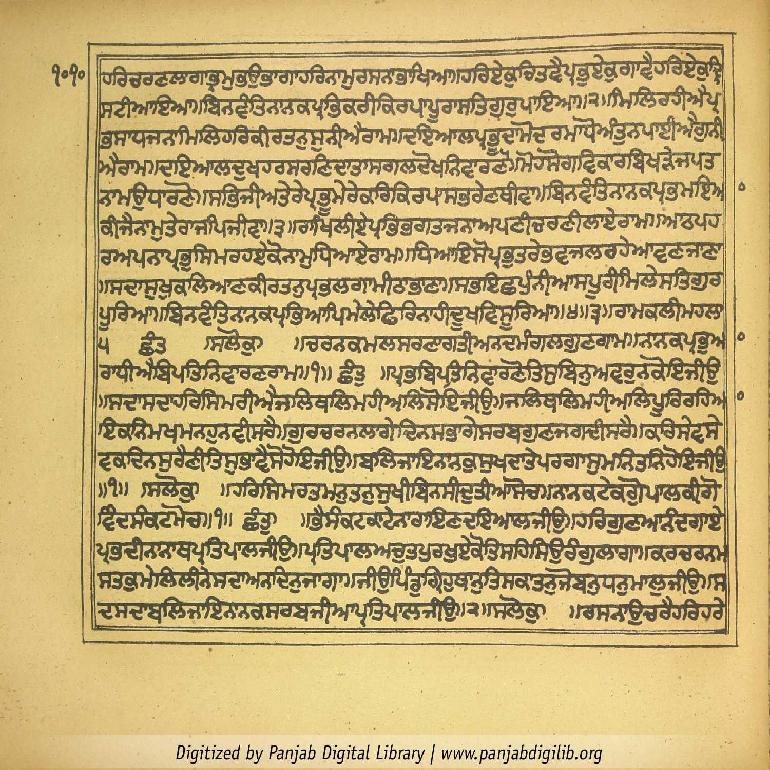 ੧੦੧੦
ਹਰਿਚਰਣਲਗਾਭ੍ਰਮੁਭਉਭਾਗਾਹਰਿਨਾਮੁਰਸਨਾਭਾਖਿਆ॥ਹਰਿਏਕੁਚਿਤਵੈਪ੍ਰਭੁਏਕੁਗਾਵੈਹਰਿਏਕੁਦ੍ਰਿ
ਸਟੀਆਇਆ॥ਬਿਨਵੰਤਿਨਾਨਕਪ੍ਰਭਿਕਰੀਕਿਰਪਾਪੂਰਾਸਤਿਗੁਰੁਪਾਇਆ॥੨॥ਮਿਲਿਰਹੀਐਪ੍ਰ
ਭਸਾਧਜਨਾਮਿਲਿਹਰਿਕੀਰਤਨੁਸੁਨੀਐਰਾਮ॥ਦਇਆਲਪ੍ਰਭੂਦਾਮੋਦਰਮਾਧੋਅੰਤੁਨਪਾਈਐਗੁਨੀ
ਐਰਾਮ॥ਦਇਆਲਦੁਖਹਰਸਰਣਿਦਾਤਾਸਗਲਦੋਖਨਿਵਾਰਣੋ॥ਮੋਹਸੋਗਵਿਕਾਰਬਿਖੜੇਜਪਤ
ਨਾਮਉਧਾਰਣੋ॥ਸਭਿਜੀਅਤੇਰੇਪ੍ਰਭੂਮੇਰੇਕਰਿਕਿਰਪਾਸਭਰੇਣਥੀਵਾ॥ਬਿਨਵੰਤਿਨਾਨਕਪ੍ਰਭਮਇਆ
ਕੀਜੈਨਾਮੁਤੇਰਾਜਪਿਜੀਵਾ॥੩॥ਰਾਖਿਲੀਏਪ੍ਰਭਿਭਗਤਜਨਾਅਪਣੀਚਰਣੀਲਾਏਰਾਮ॥ਆਠਪਹ
ਰਅਪਨਾਪ੍ਰਭੁਸਿਮਰਹਏਕੋਨਾਮੁਧਿਆਏਰਾਮ॥ਧਿਆਇਸੋਪ੍ਰਭੁਤਰੇਭਵਜਲਰਹੇਆਵਣਜਾਣਾ
॥ਸਦਾਸੁਖੁਕਲਿਆਣਕੀਰਤਨੁਪ੍ਰਭਲਗਾਮੀਠਾਭਾਣਾ॥ਸਭਇਛਪੁੰਨੀਆਸਪੂਰੀਮਿਲੇਸਤਿਗੁਰ
ਪੂਰਿਆ॥ਬਿਨਵੰਤਿਨਾਨਕਪ੍ਰਭਿਆਪਿਮੇਲੇਫਿਰਿਨਾਹੀਦੂਖਵਿਸੂਰਿਆ॥੪॥੩॥ਰਾਮਕਲੀਮਹਲਾ
੫ ਛੰਤ ॥ਸਲੋਕੁ ॥ਚਰਨਕਮਲਸਰਣਾਗਤੀਅਨਦਮੰਗਲਗੁਣਗਾਮ॥ਨਾਨਕਪ੍ਰਭੁਅ
ਰਾਧੀਐਬਿਪਤਿਨਿਵਾਰਣਰਾਮ॥੧॥ ਛੰਤੁ ॥ਪ੍ਰਭਬਿਪਤਿਨਿਵਾਰਣੋਤਿਸੁਬਿਨੁਅਵਰੁਨਕੋਇਜੀਉ
॥ਸਦਾਸਦਾਹਰਿਸਿਮਰੀਐਜਲਿਥਲਿਮਹੀਅਲਿਸੋਇਜੀਉ॥ਜਲਿਥਲਿਮਹੀਅਲਿਪੂਰਿਰਹਿਆ
ਇਕਨਿਮਖਮਨਹੁਨਵੀਸਰੈ॥ਗੁਰਚਰਨਲਾਗੇਦਿਨਸਭਾਗੇਸਰਬਗੁਣਜਗਦੀਸਰੈ॥ਕਰਿਸੇਵਸੇ
ਵਕਦਿਨਸੁਰੈਣੀਤਿਸੁਭਾਵੈਸੋਹੋਇਜੀਉ॥ਬਲਿਜਾਇਨਾਨਕੁਸੁਖਹਦਾਤੇਪਰਗਾਸੁਮਨਿਤਨਿਹੋਇਜੀਉ
॥੧॥ ॥ਸਲੋਕੁ ॥ਹਰਿਸਿਮਰਤਮਨੁਤਨੁਸੁਖੀਬਿਨਸੀਦੁਤੀਆਸੋਚ॥ਨਾਨਕਟੇਕਗੋੁਪਾਲਕੀਗੋ
ਵਿੰਦਸੰਕਟਮੋਚ॥੧॥ ਛੰਤੁ ॥ਭੈਸੰਕਟਕਾਟੇਨਾਰਾਇਣਦਇਆਲਜੀਉ॥ਹਰਿਗੁਣਆਨੰਦਗਾਏ
ਪ੍ਰਭਦੀਨਾਨਾਥਪ੍ਰਤਿਪਾਲਜੀਉ॥ਪ੍ਰਤਿਪਾਲਅਚੁਤਪੁਰਖੁਏਕੋਤਿਸਹਿਸਿਉਰੰਗੁਲਾਗਾ॥ਕਰਚਰਨਮ
ਸਤਕੁਮੇਲਿਲੀਨੇਸਦਾਅਨਦਿਨੁਜਾਗਾ॥ਜੀਉਪਿੰਡੁਗ੍ਰਿਹੁਥਾਨੁਤਿਸਕਾਤਨੁਜੋਬਨੁਧਨੁਮਾਲੁਜੀਉ॥ਸ
ਦਸਦਾਬਲਿਜਾਇਨਾਨਕਸਰਬਜੀਆਪ੍ਰਤਿਪਾਲਜੀਉ॥੨॥ਸਲੋਕੁ ॥ਰਸਨਾਉਚਰੈਹਰਿਹਰੇ
Digitized by Panjab Digital Library | www.panjabdigilib.org